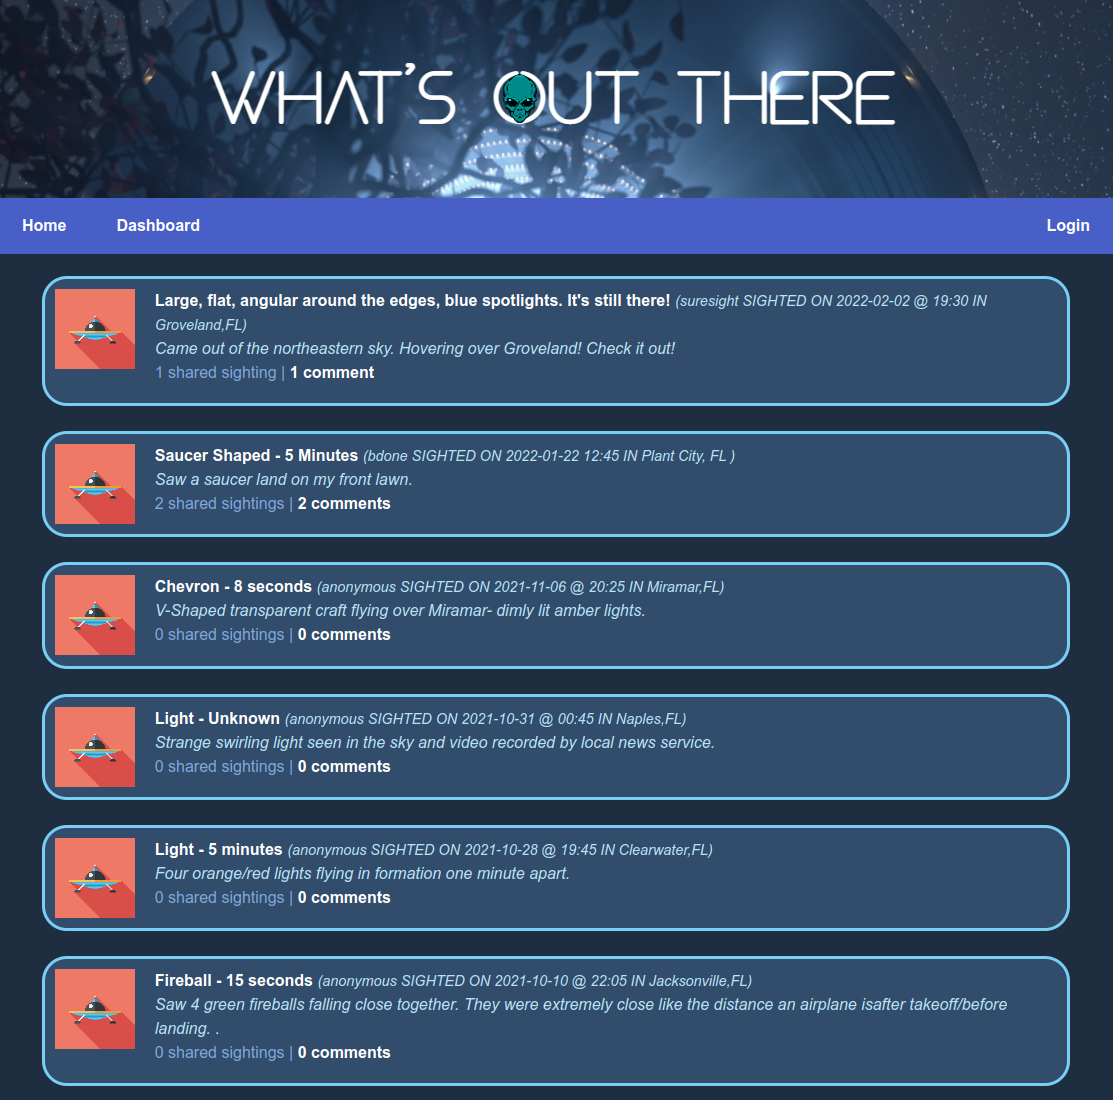 WHAT'S OUT THERE
Home Dashboard Login
Large, flat, angular around the edges, blue spotlights. It's still there! (suresight SIGHTED ON 2022-02-02 @ 19:30 IN
Groveland,FL)
Came out of the northeastern sky. Hovering over Groveland! Check it out!
1 shared sighting | 1 comment
Saucer Shaped - 5 Minutes (bdone SIGHTED ON 2022-01-22 12:45 IN Plant City, FL )
Saw a saucer land on my front lawn.
2 shared sightings | 2 comments
Chevron - 8 seconds (anonymous SIGHTED ON 2021-11-06 @ 20:25 IN Miramar,FL)
V-Shaped transparent craft flying over Miramar- dimly lit amber lights.
0 shared sightings | 0 comments
Light - Unknown (anonymous SIGHTED ON 2021-10-31 @ 00:45 IN Naples,FL)
Strange swirling light seen in the sky and video recorded by local news service.
0 shared sightings | 0 comments
Light - 5 minutes (anonymous SIGHTED ON 2021-10-28 @ 19:45 IN Clearwater,FL)
Four orange/red lights flying in formation one minute apart.
0 shared sightings | 0 comments
Fireball - 15 seconds (anonymous SIGHTED ON 2021-10-10 @ 22:05 IN Jacksonville,FL)
Saw 4 green fireballs falling close together. They were extremely close like the distance an airplane isafter takeoff/before
landing. .
0 shared sightings | 0 comments